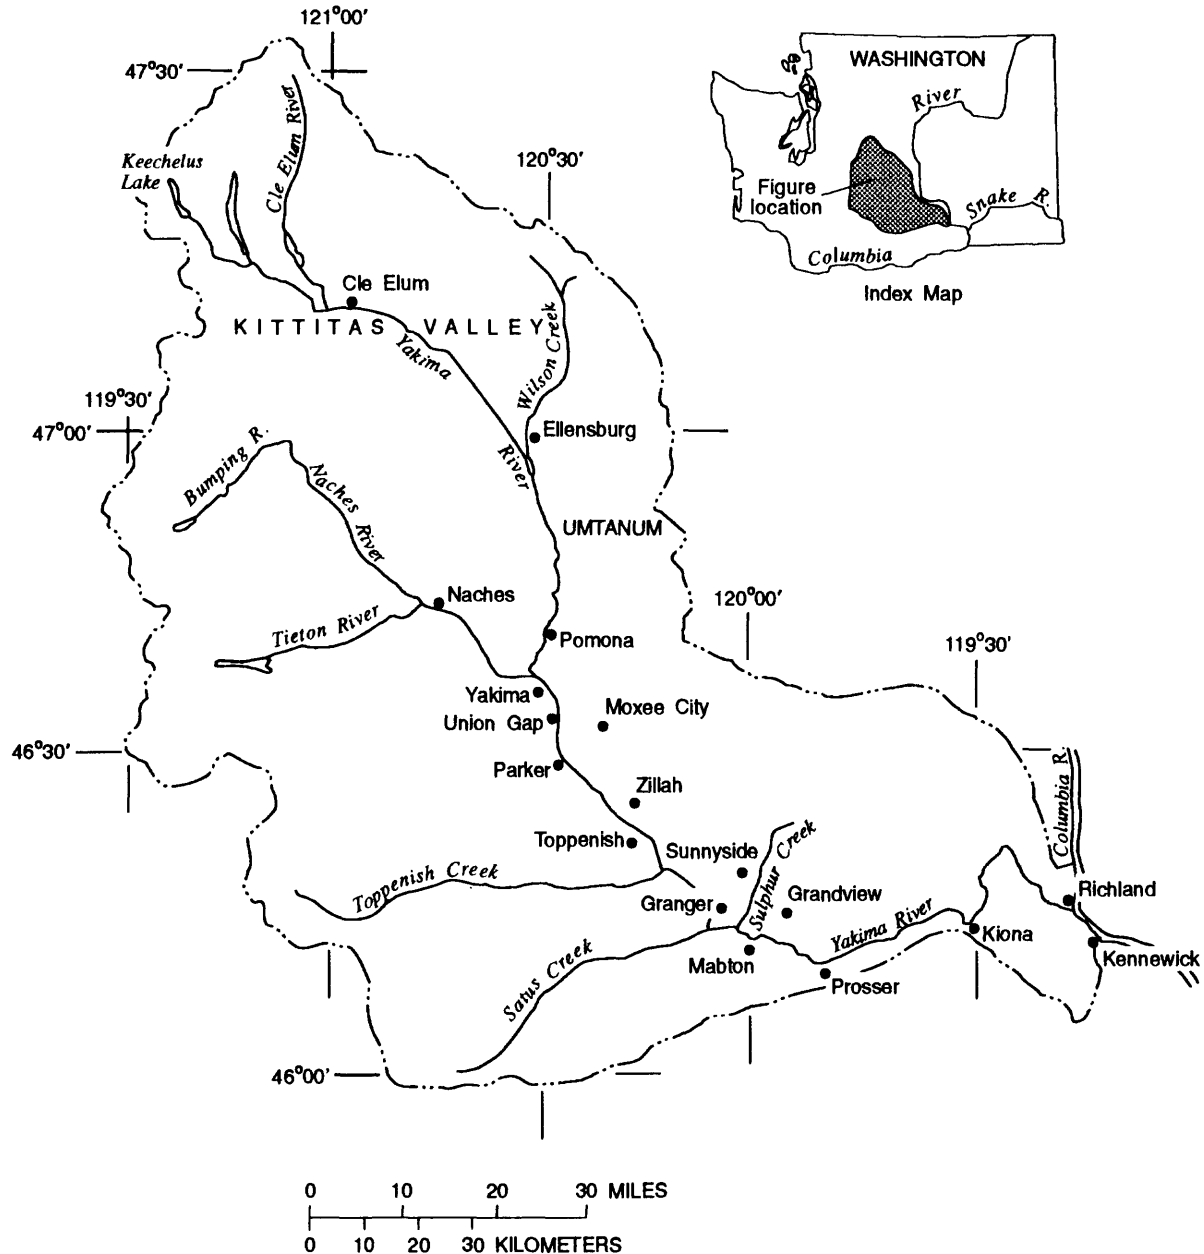 121°00′
47°30′
WASHINGTON
River
Cle Elum River
Keechelus
Lake
120°30′
Figure
location
Snake R.
Columbia
Index Map
Cle Elum
KITTITAS VALLEY
Yakima
Wilson Creek
119°30′
47°00′
Ellensburg
Bumping R.
River
Naches River
UMTANUM
Naches
120°00′
Tieton River
Pomona
119°30′
Yakima
Moxee City
Union Gap
46°30′
Parker
Columbia R.
Zillah
Toppenish
Sunnyside
Sulphur Creek
Toppenish Creek
Richland
Granger
Grandview
Yakima River
Kiona
Kennewick
Satus Creek
Mabton
Prosser
46°00′
0 10 20 30 MILES
0 10 20 30 KILOMETERS